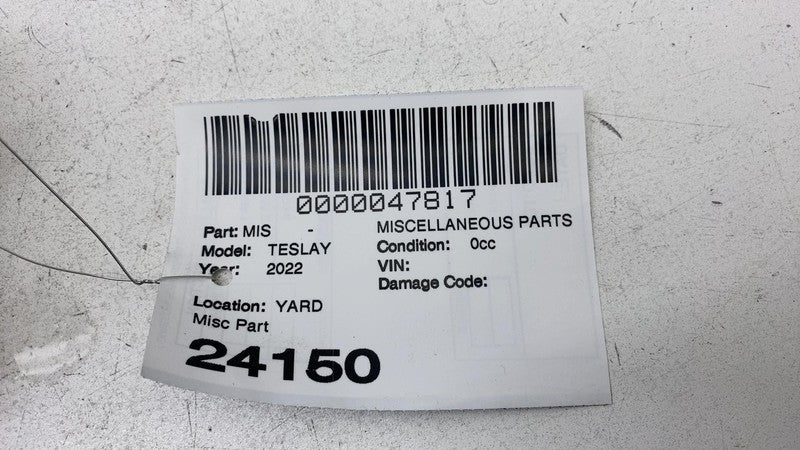 0000047817
Part: MIS - MISCELLANEOUS PARTS
Model: TESLAY Condition: 0cc
Year: 2022 VIN:
Damage Code:
Location: YARD
Misc Part
24150